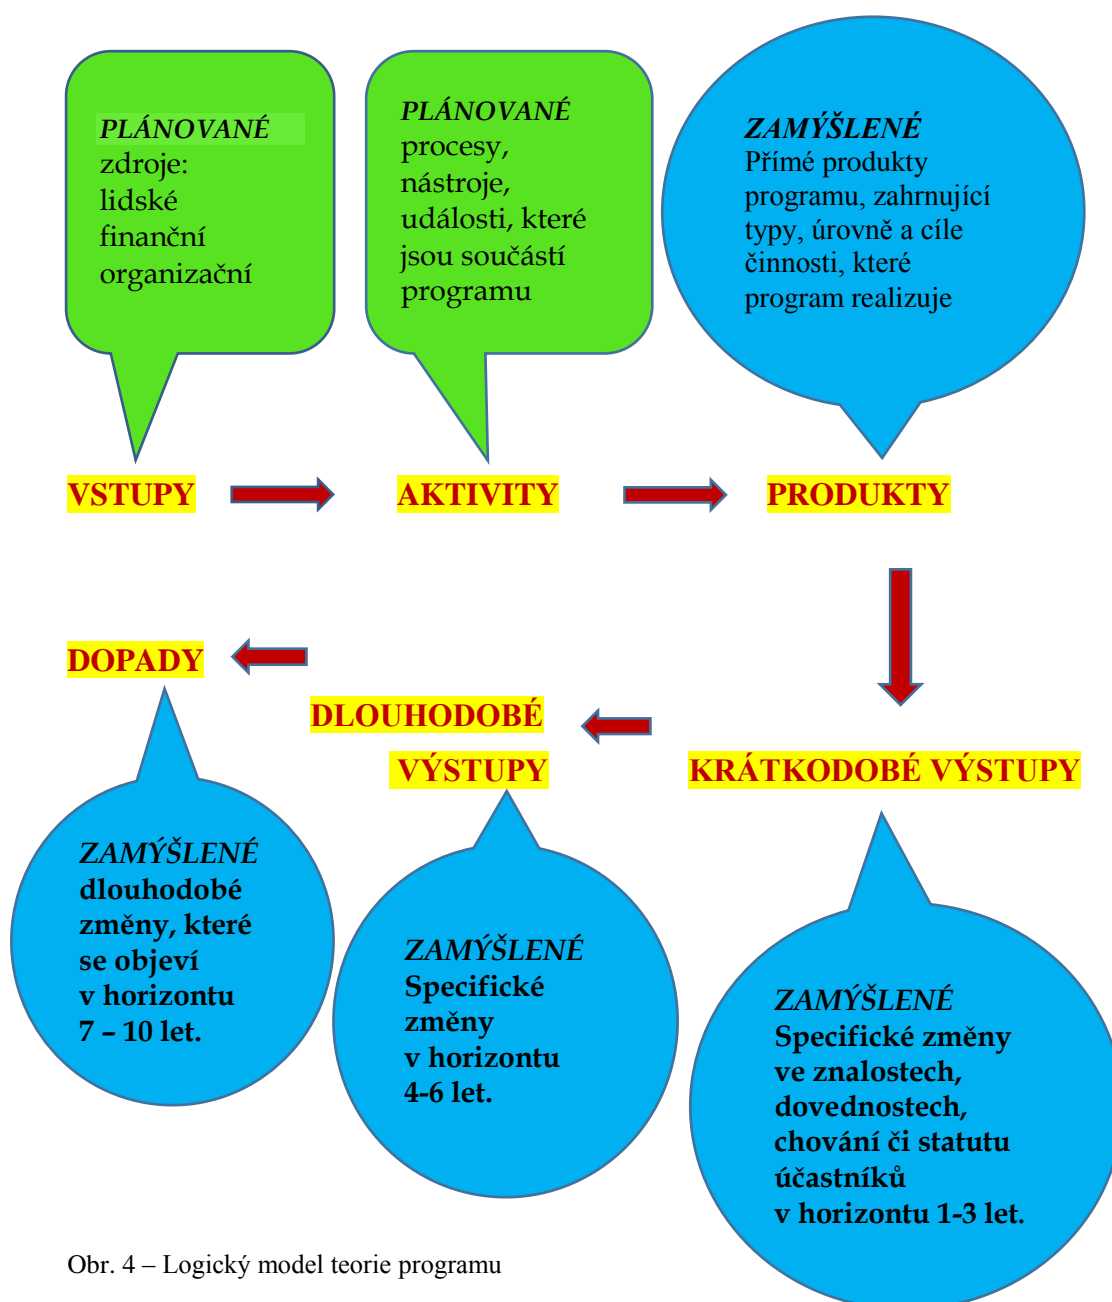 PLÁNOVANÉ
zdroje:
lidské
finanční
organizační
PLÁNOVANÉ
procesy,
nástroje,
události, které
jsou součástí
programu
ZAMÝŠLENÉ
Přímé produkty
programu, zahrnující
typy, úrovně a cíle
činnosti, které
program realizuje
VSTUPY
AKTIVITY
PRODUKTY
DOPADY
DLOUHODOBÉ
VÝSTUPY
KRÁTKODOBÉ VÝSTUPY
ZAMÝŠLENÉ
dlouhodobé
změny, které
se objeví
v horizontu
7 – 10 let.
ZAMÝŠLENÉ
Specifické
změny
v horizontu
4-6 let.
ZAMÝŠLENÉ
Specifické změny
ve znalostech,
dovednostech,
chování či statutu
účastníků
v horizontu 1-3 let.
Obr. 4 – Logický model teorie programu